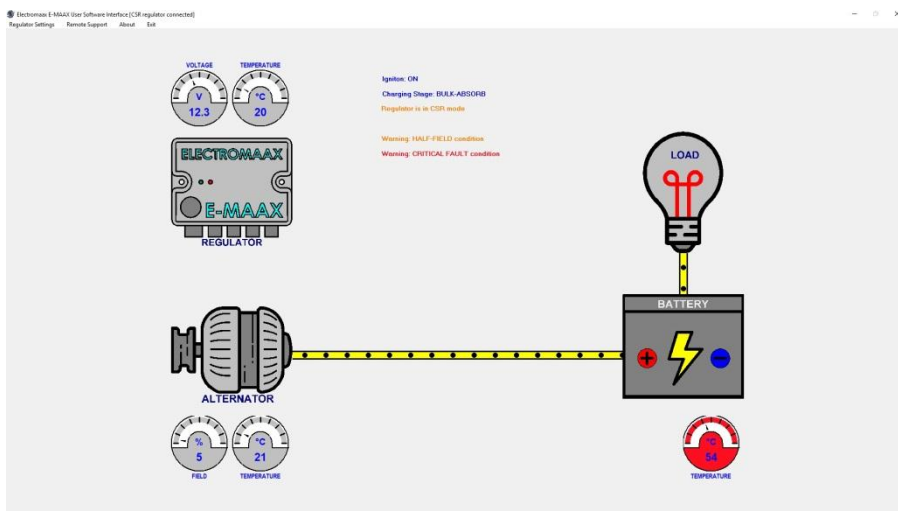 Electromaax E-MAAX User Software Interface [CSR regulator connected]
Regulator Settings Remote Support About Exit
VOLTAGE TEMPERATURE
V °C
12.3 20
Igniton: ON
Charging Stage: BULK-ABSORB
Regulator is in CSR mode
Warning: HALF-FIELD condition
Warning: CRITICAL FAULT condition
ELECTROMAAX
E-MAAX
REGULATOR
LOAD
BATTERY
ALTERNATOR
% °C
5 21
FIELD TEMPERATURE
°C
54
TEMPERATURE